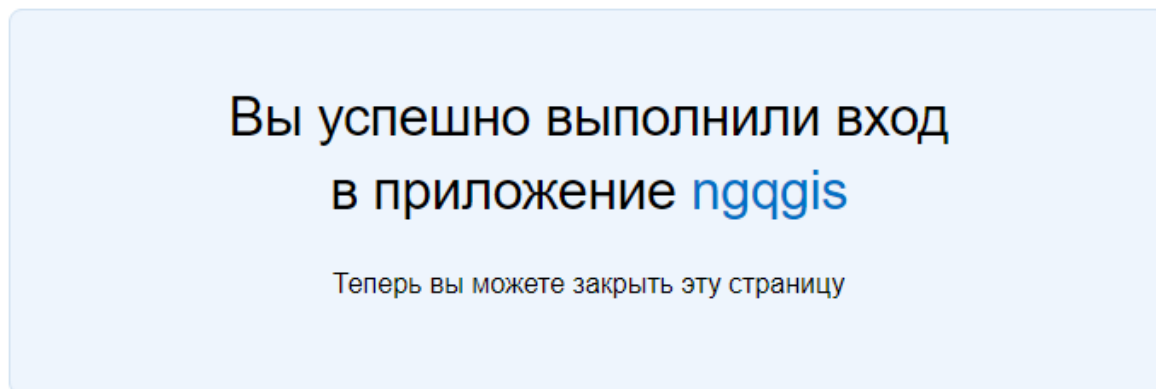 Вы успешно выполнили вход
в приложение ngqgis
Теперь вы можете закрыть эту страницу